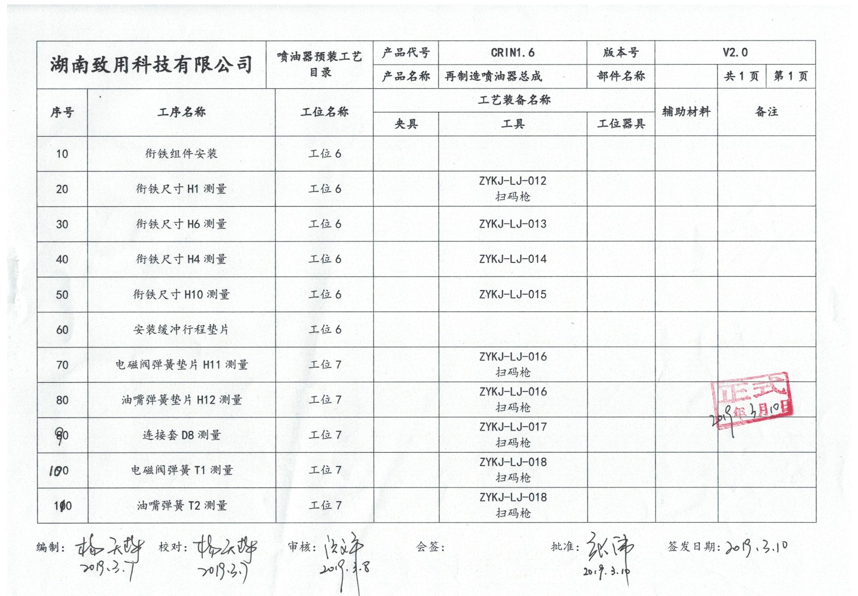 湖南致用科技有限公司 喷油器预装工艺目录 产品代号 CRIN1.6 版本号 V2.0
产品名称 再制造喷油器总成 部件名称 共1页 第1页
序号 工序名称 工位名称 工艺装备名称 辅助材料 备注
夹具 工具 工位器具
10 衔铁组件安装 工位6
20 衔铁尺寸H1测量 工位6 ZYKJ-LJ-012 扫码枪
30 衔铁尺寸H6测量 工位6 ZYKJ-LJ-013
40 衔铁尺寸H4测量 工位6 ZYKJ-LJ-014
50 衔铁尺寸H10测量 工位6 ZYKJ-LJ-015
60 安装缓冲行程垫片 工位6
70 电磁阀弹簧垫片H11测量 工位7 ZYKJ-LJ-016 扫码枪
80 油嘴弹簧垫片H12测量 工位7 ZYKJ-LJ-016 扫码枪
正式
2019年3月10日
90 连接套D8测量 工位7 ZYKJ-LJ-017 扫码枪
100 电磁阀弹簧T1测量 工位7 ZYKJ-LJ-018 扫码枪
110 油嘴弹簧T2测量 工位7 ZYKJ-LJ-018 扫码枪
编制: 校对: 审核: 会签: 批准: 签发日期: 2019.3.10
2019.3.7 2019.3.7 2019.3.8 2019.3.10